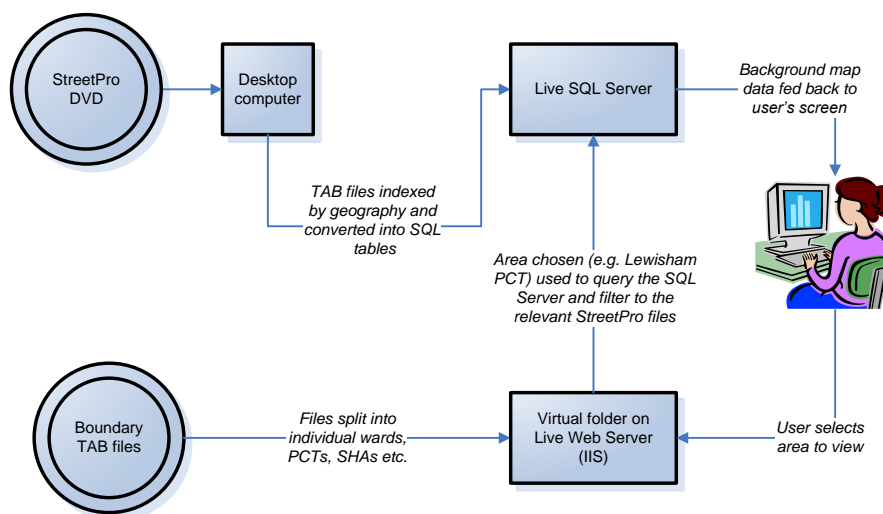 StreetPro
DVD
Desktop
computer
Live SQL Server
Background map
data fed back to
user's screen
TAB files indexed
by geography and
converted into SQL
tables
Area chosen (e.g. Lewisham
PCT) used to query the SQL
Server and filter to the
relevant StreetPro files
Boundary
TAB files
Files split into
individual wards,
PCTs, SHAs etc.
Virtual folder on
Live Web Server
(IIS)
User selects
area to view